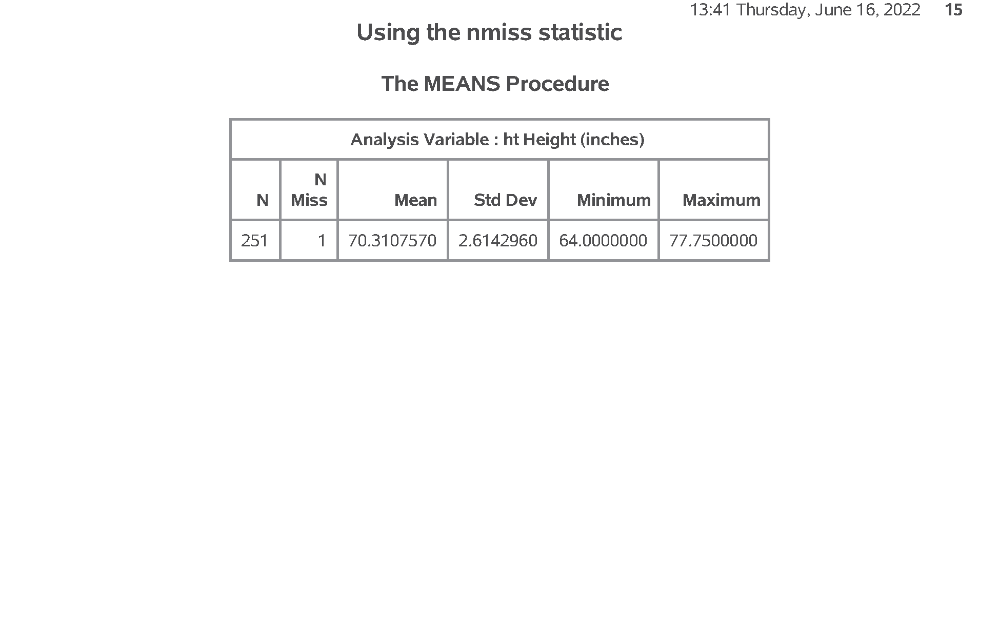 13:41 Thursday, June 16, 2022 15
Using the nmiss statistic
The MEANS Procedure
Analysis Variable : ht Height (inches)
N N Miss Mean Std Dev Minimum Maximum
251 1 70.3107570 2.6142960 64.0000000 77.7500000